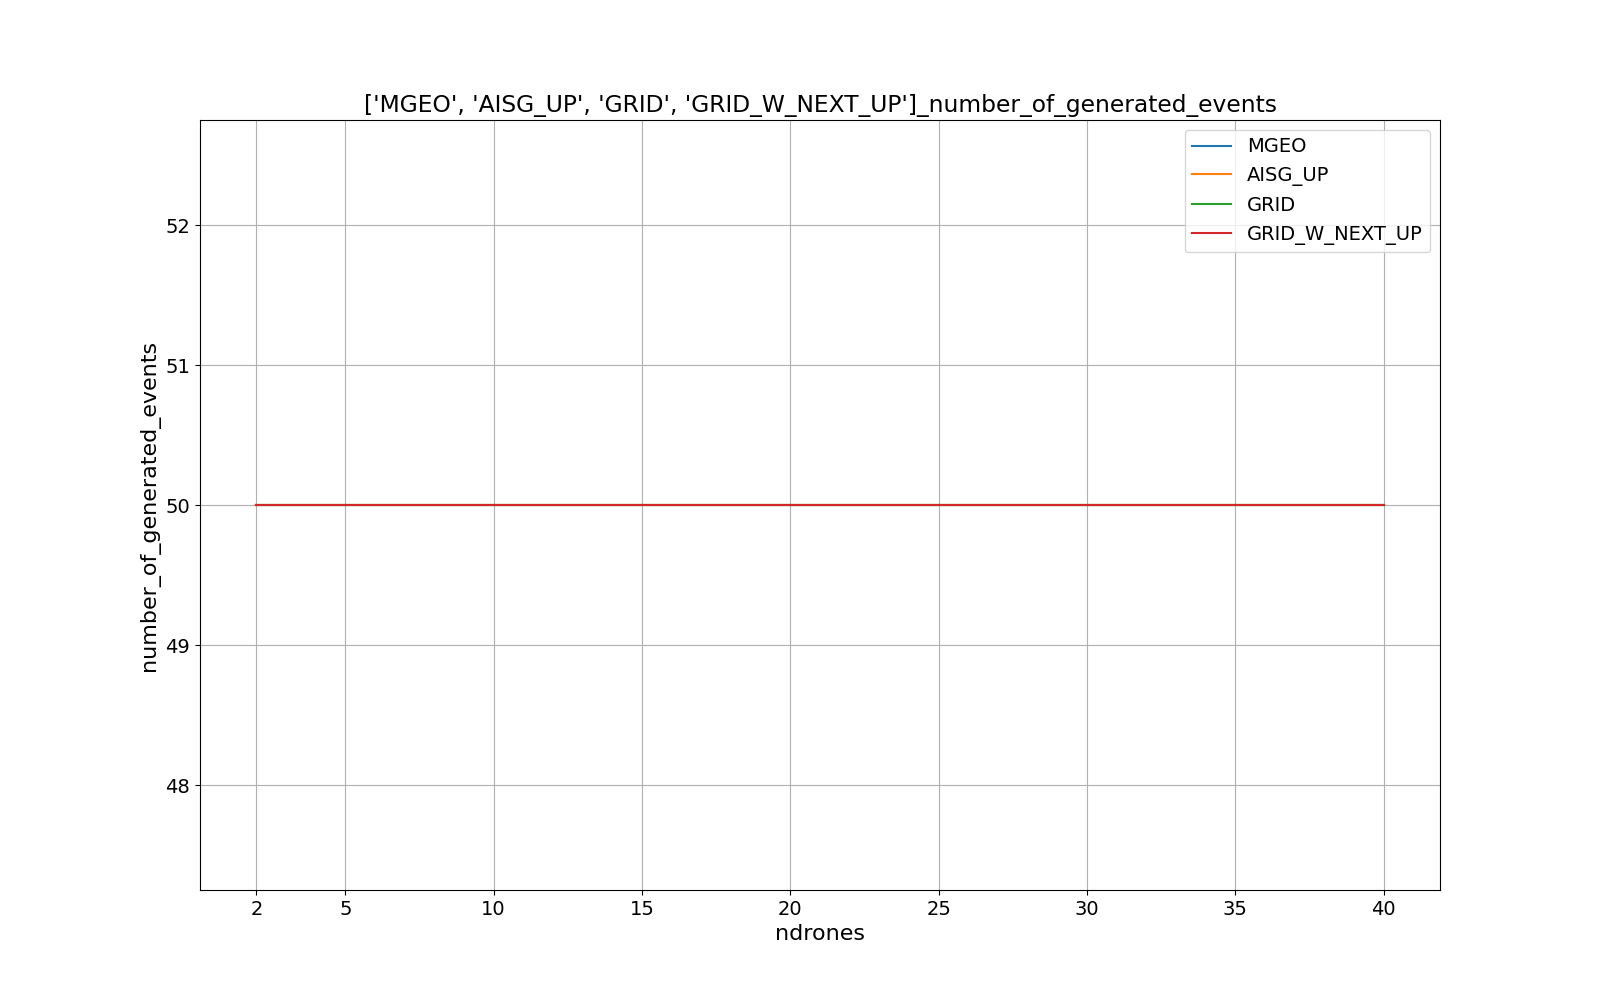 ['MGEO', 'AISG_UP', 'GRID', 'GRID_W_NEXT_UP']_number_of_generated_events
MGEO
AISG_UP
GRID
GRID_W_NEXT_UP
number_of_generated_events
52
51
50
49
48
2 5 10 15 20 25 30 35 40
ndrones